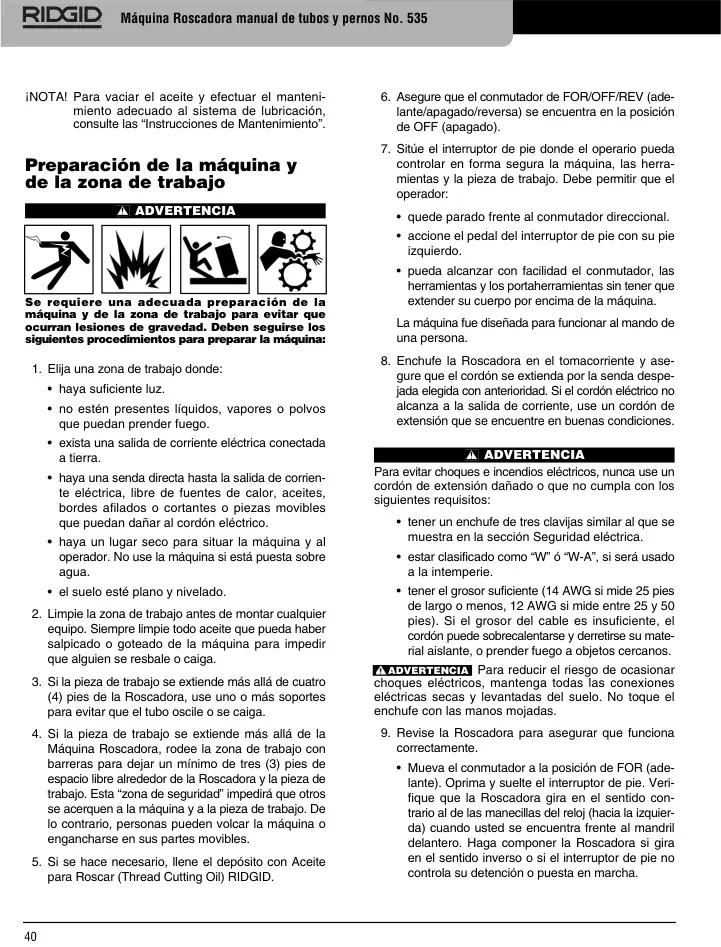 RIDGID Máquina Roscadora manual de tubos y pernos No. 535
¡NOTA! Para vaciar el aceite y efectuar el manteni-
miento adecuado al sistema de lubricación,
consulte las “Instrucciones de Mantenimiento”.
Preparación de la máquina y
de la zona de trabajo
ADVERTENCIA
Se requiere una adecuada preparación de la
máquina y de la zona de trabajo para evitar que
ocurran lesiones de gravedad. Deben seguirse los
siguientes procedimientos para preparar la máquina:
1. Elija una zona de trabajo donde:
• haya suficiente luz.
• no estén presentes líquidos, vapores o polvos
que puedan prender fuego.
• exista una salida de corriente eléctrica conectada
a tierra.
• haya una senda directa hasta la salida de corrien-
te eléctrica, libre de fuentes de calor, aceites,
bordes afilados o cortantes o piezas movibles
que puedan dañar al cordón eléctrico.
• haya un lugar seco para situar la máquina y al
operador. No use la máquina si está puesta sobre
agua.
• el suelo esté plano y nivelado.
2. Limpie la zona de trabajo antes de montar cualquier
equipo. Siempre limpie todo aceite que pueda haber
salpicado o goteado de la máquina para impedir
que alguien se resbale o caiga.
3. Si la pieza de trabajo se extiende más allá de cuatro
(4) pies de la Roscadora, use uno o más soportes
para evitar que el tubo oscile o se caiga.
4. Si la pieza de trabajo se extiende más allá de la
Máquina Roscadora, rodee la zona de trabajo con
barreras para dejar un mínimo de tres (3) pies de
espacio libre alrededor de la Roscadora y la pieza de
trabajo. Esta “zona de seguridad” impedirá que otros
se acerquen a la máquina y a la pieza de trabajo. De
lo contrario, personas pueden volcar la máquina o
engancharse en sus partes movibles.
5. Si se hace necesario, llene el depósito con Aceite
para Roscar (Thread Cutting Oil) RIDGID.
6. Asegure que el conmutador de FOR/OFF/REV (ade-
lante/apagado/reversa) se encuentra en la posición
de OFF (apagado).
7. Sitúe el interruptor de pie donde el operario pueda
controlar en forma segura la máquina, las herra-
mientas y la pieza de trabajo. Debe permitir que el
operador:
• quede parado frente al conmutador direccional.
• accione el pedal del interruptor de pie con su pie
izquierdo.
• pueda alcanzar con facilidad el conmutador, las
herramientas y los portaherramientas sin tener que
extender su cuerpo por encima de la máquina.
La máquina fue diseñada para funcionar al mando de
una persona.
8. Enchufe la Roscadora en el tomacorriente y ase-
gure que el cordón se extienda por la senda despe-
jada elegida con anterioridad. Si el cordón eléctrico no
alcanza a la salida de corriente, use un cordón de
extensión que se encuentre en buenas condiciones.
ADVERTENCIA
Para evitar choques e incendios eléctricos, nunca use un
cordón de extensión dañado o que no cumpla con los
siguientes requisitos:
• tener un enchufe de tres clavijas similar al que se
muestra en la sección Seguridad eléctrica.
• estar clasificado como “W” ó “W-A”, si será usado
a la intemperie.
• tener el grosor suficiente (14 AWG si mide 25 pies
de largo o menos, 12 AWG si mide entre 25 y 50
pies). Si el grosor del cable es insuficiente, el
cordón puede sobrecalentarse y derretirse su mate-
rial aislante, o prender fuego a objetos cercanos.
ADVERTENCIA Para reducir el riesgo de ocasionar
choques eléctricos, mantenga todas las conexiones
eléctricas secas y levantadas del suelo. No toque el
enchufe con las manos mojadas.
9. Revise la Roscadora para asegurar que funciona
correctamente.
• Mueva el conmutador a la posición de FOR (ade-
lante). Oprima y suelte el interruptor de pie. Veri-
fique que la Roscadora gira en el sentido con-
trario al de las manecillas del reloj (hacia la izquier-
da) cuando usted se encuentra frente al mandril
delantero. Haga componer la Roscadora si gira
en el sentido inverso o si el interruptor de pie no
controla su detención o puesta en marcha.
40